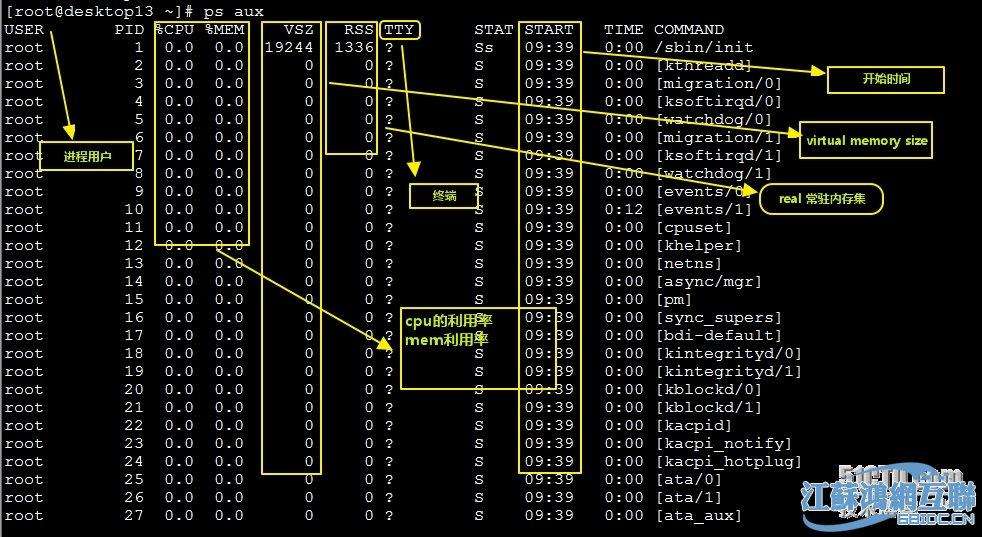 [root@desktop13 ~]# ps aux
USER PID %CPU %MEM VSZ RSS TTY STAT START TIME COMMAND
root 1 0.0 0.0 19244 1336 ? Ss 09:39 0:00 /sbin/init
root 2 0.0 0.0 0 0 ? S 09:39 0:00 [kthreadd]
开始时间
root 3 0.0 0.0 0 0 ? S 09:39 0:00 [migration/0]
root 4 0.0 0.0 0 0 ? S 09:39 0:00 [ksoftirqd/0]
root 5 0.0 0.0 0 0 ? S 09:39 0:00 [watchdog/0]
root 6 0.0 0.0 0 0 ? S 09:39 0:00 [migration/1]
virtual memory size
进程用户
root 7 0.0 0.0 0 0 ? S 09:39 0:00 [ksoftirqd/1]
root 8 0.0 0.0 0 0 ? S 09:39 0:00 [watchdog/1]
root 9 0.0 0.0 0 0 ? S 09:39 0:00 [events/0]
终端
real 常驻内存集
root 10 0.0 0.0 0 0 ? S 09:39 0:12 [events/1]
root 11 0.0 0.0 0 0 ? S 09:39 0:00 [cpuset]
root 12 0.0 0.0 0 0 ? S 09:39 0:00 [khelper]
root 13 0.0 0.0 0 0 ? S 09:39 0:00 [netns]
root 14 0.0 0.0 0 0 ? S 09:39 0:00 [async/mgr]
root 15 0.0 0.0 0 0 ? S 09:39 0:00 [pm]
root 16 0.0 0.0 0 0 ? S 09:39 0:00 [sync_supers]
cpu的利用率
mem利用率
root 17 0.0 0.0 0 0 ? S 09:39 0:00 [bdi-default]
root 18 0.0 0.0 0 0 ? S 09:39 0:00 [kintegrityd/0]
root 19 0.0 0.0 0 0 ? S 09:39 0:00 [kintegrityd/1]
root 20 0.0 0.0 0 0 ? S 09:39 0:00 [kblockd/0]
root 21 0.0 0.0 0 0 ? S 09:39 0:00 [kblockd/1]
root 22 0.0 0.0 0 0 ? S 09:39 0:00 [kacpid]
root 23 0.0 0.0 0 0 ? S 09:39 0:00 [kacpi_notify]
root 24 0.0 0.0 0 0 ? S 09:39 0:00 [kacpi_hotplug]
root 25 0.0 0.0 0 0 ? S 09:39 0:00 [ata/0]
root 26 0.0 0.0 0 0 ? S 09:39 0:00 [ata/1]
root 27 0.0 0.0 0 0 ? S 09:39 0:00 [ata_aux]
江蘇鴻網互聯